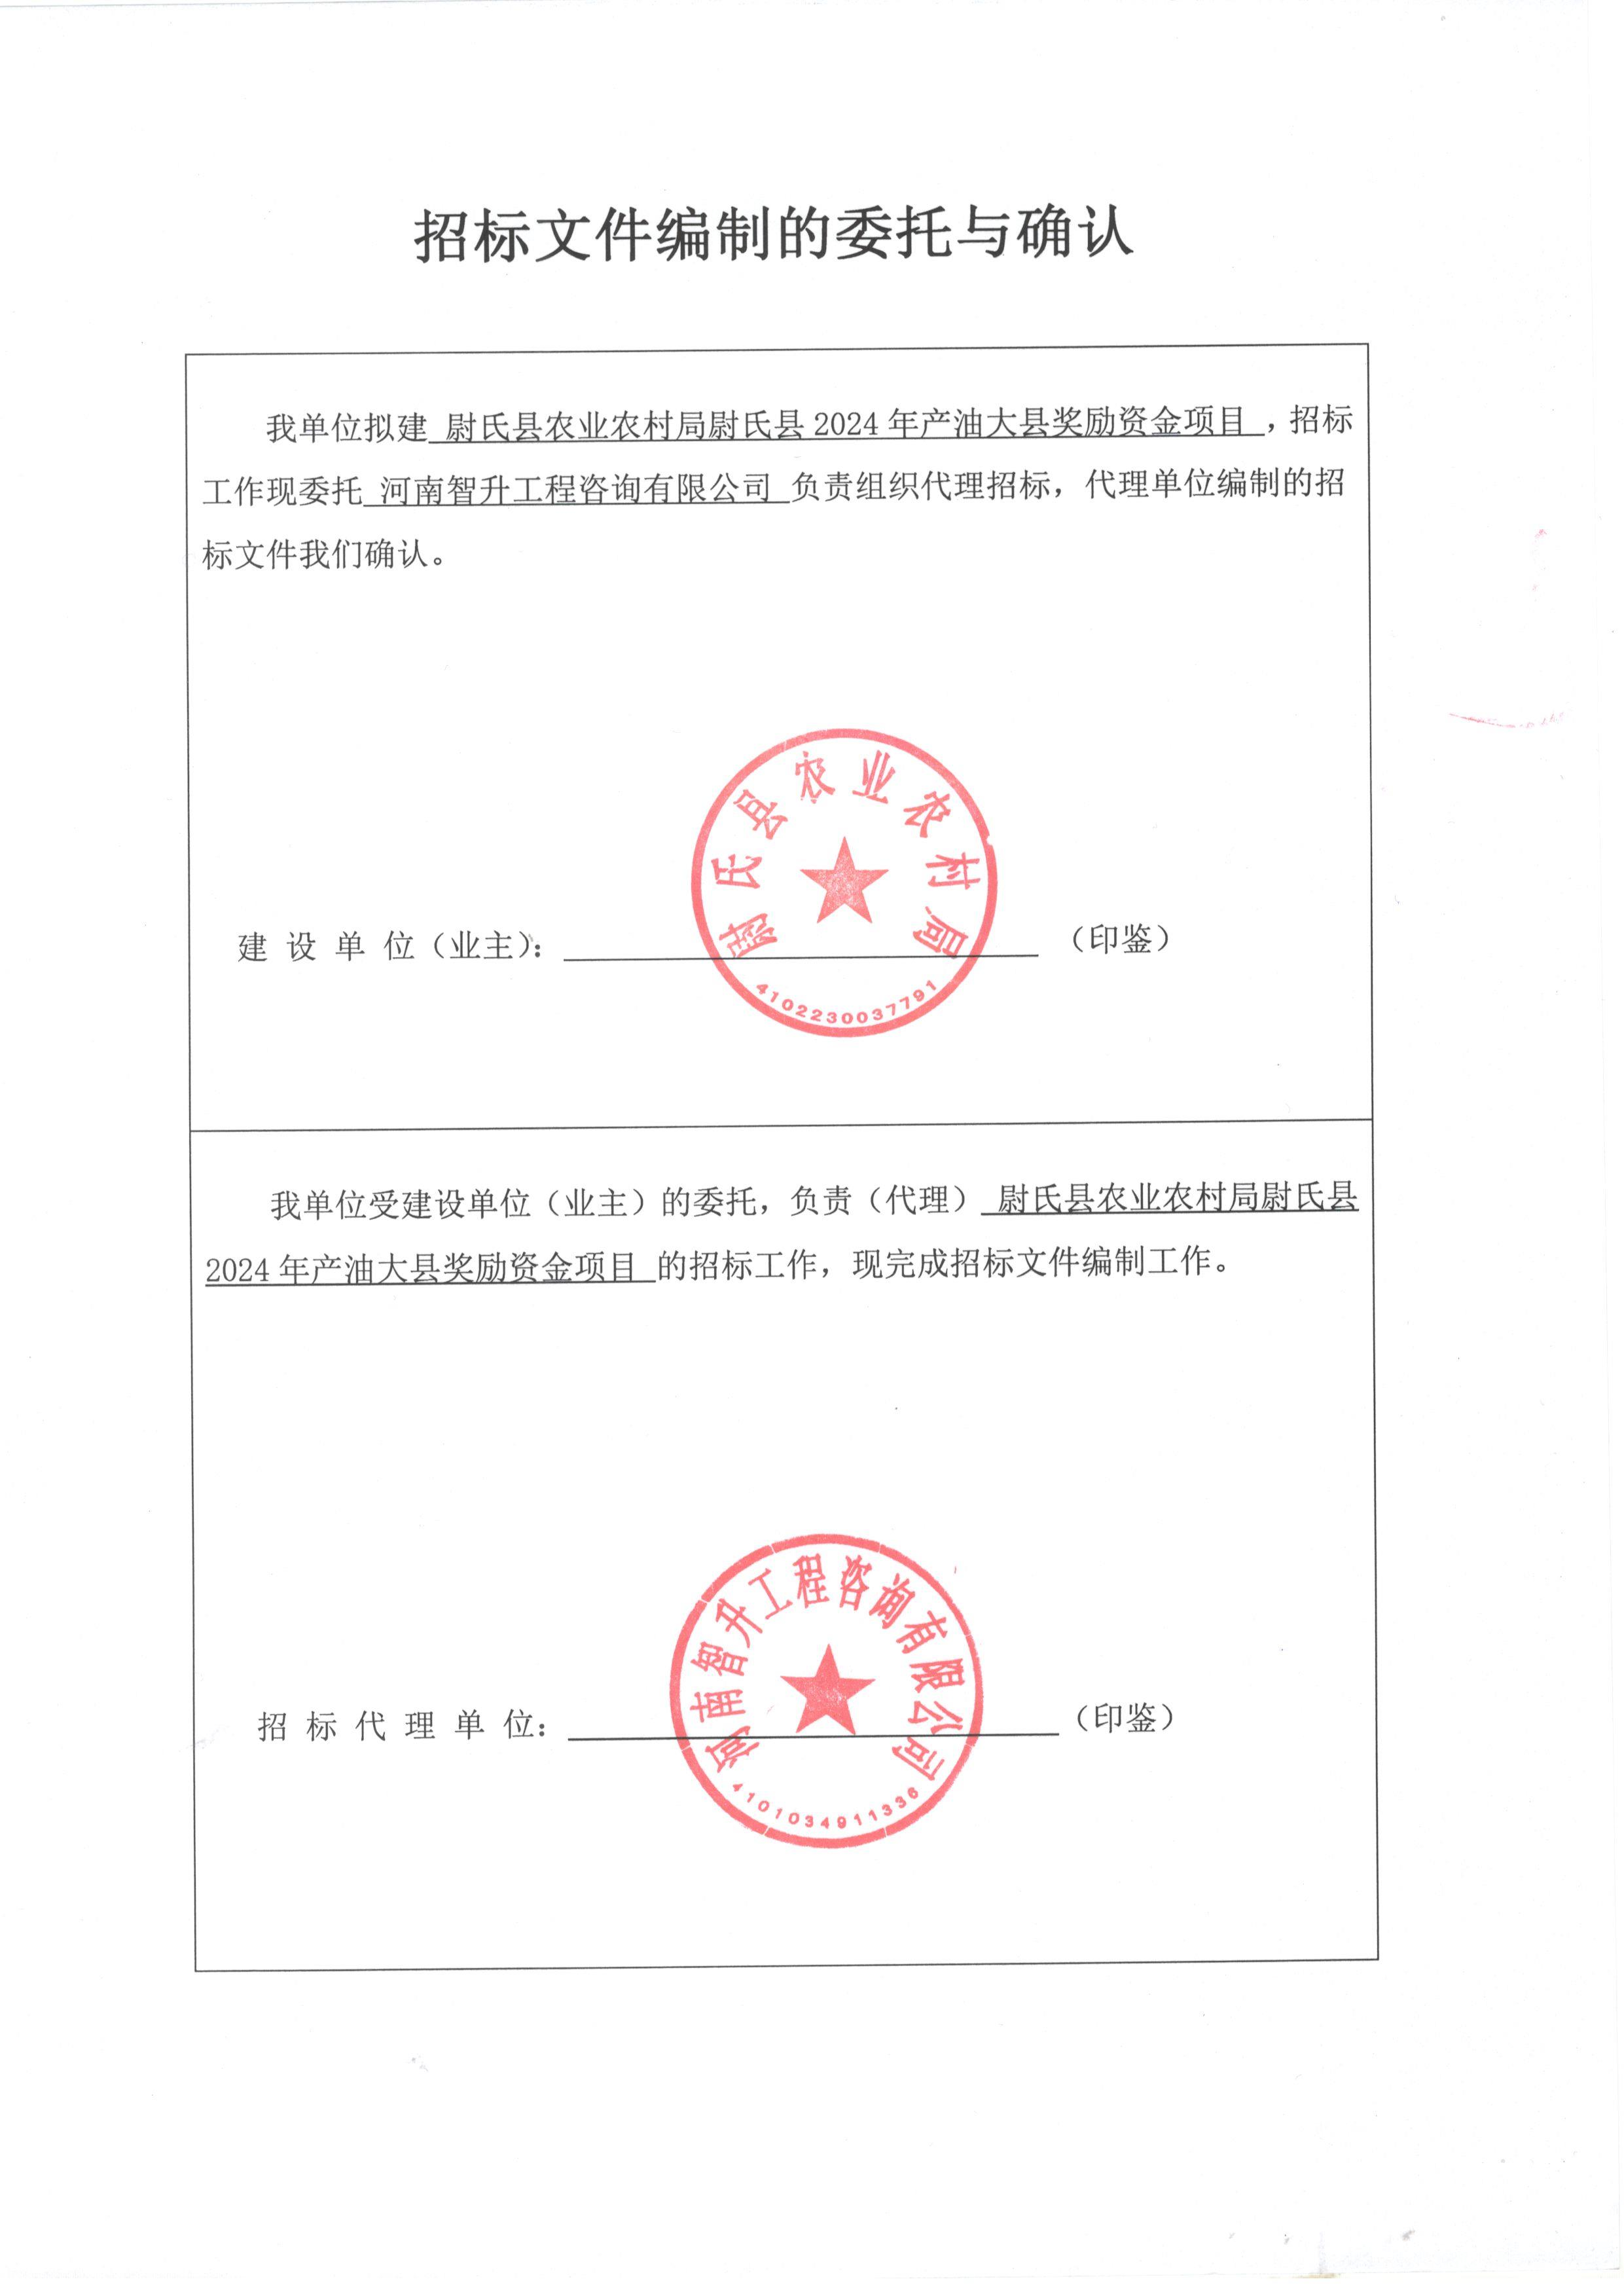 招标文件编制的委托与确认
我单位拟建 尉氏县农业农村局尉氏县2024年产油大县奖励资金项目 ，招标
工作现委托 河南智升工程咨询有限公司 负责组织代理招标，代理单位编制的招
标文件我们确认。
尉氏县农业农村局
建 设 单 位（业主）： （印鉴）
4102230037791
我单位受建设单位（业主）的委托，负责（代理） 尉氏县农业农村局尉氏县
2024年产油大县奖励资金项目 的招标工作，现完成招标文件编制工作。
河南智升工程咨询有限公司
招 标 代 理 单 位： （印鉴）
4101034911336